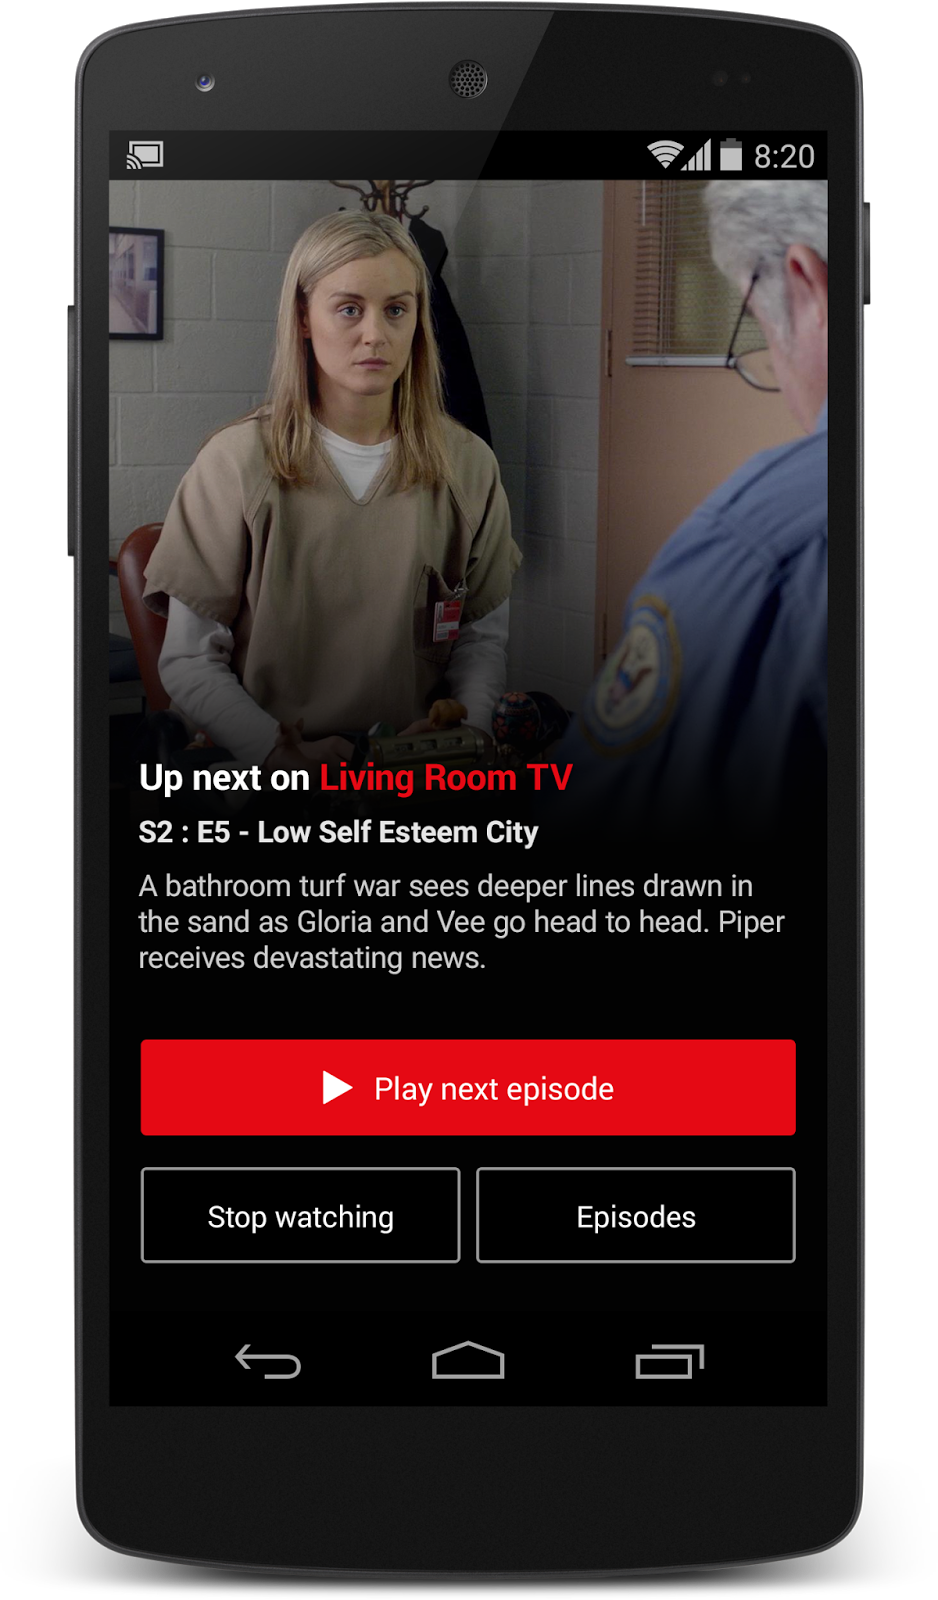 8:20
Up next on Living Room TV
S2 : E5 - Low Self Esteem City
A bathroom turf war sees deeper lines drawn in
the sand as Gloria and Vee go head to head. Piper
receives devastating news.
Play next episode
Stop watching
Episodes